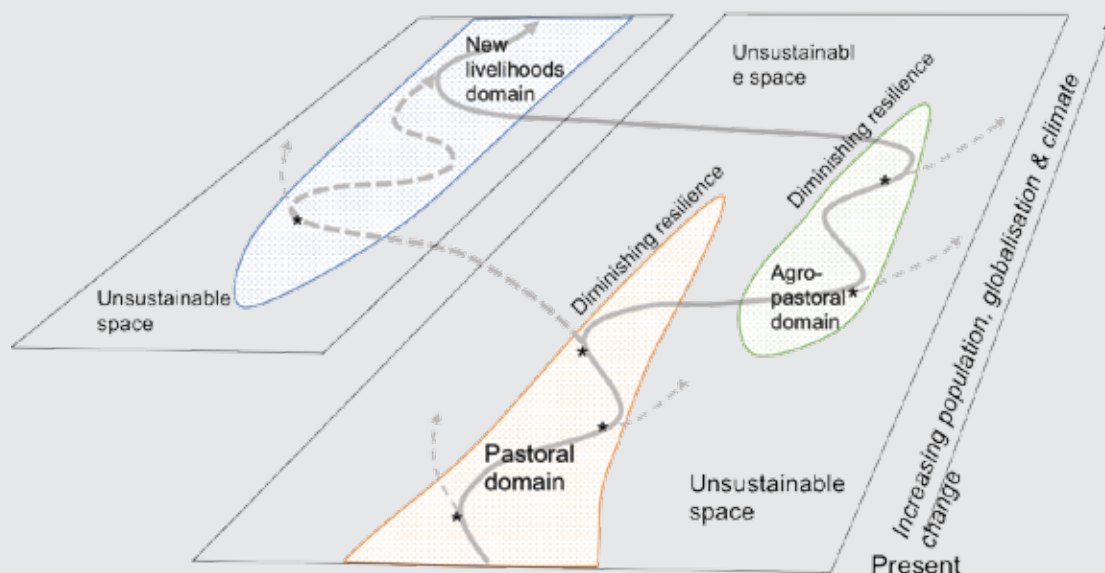 New
livelihoods
domain
Unsustainabl
e space
Diminishing resilience
Diminishing resilience
Unsustainable
space
Agro-
pastoral
domain
Pastoral
domain
Unsustainable
space
Increasing population, globalisation & climate
change
Present